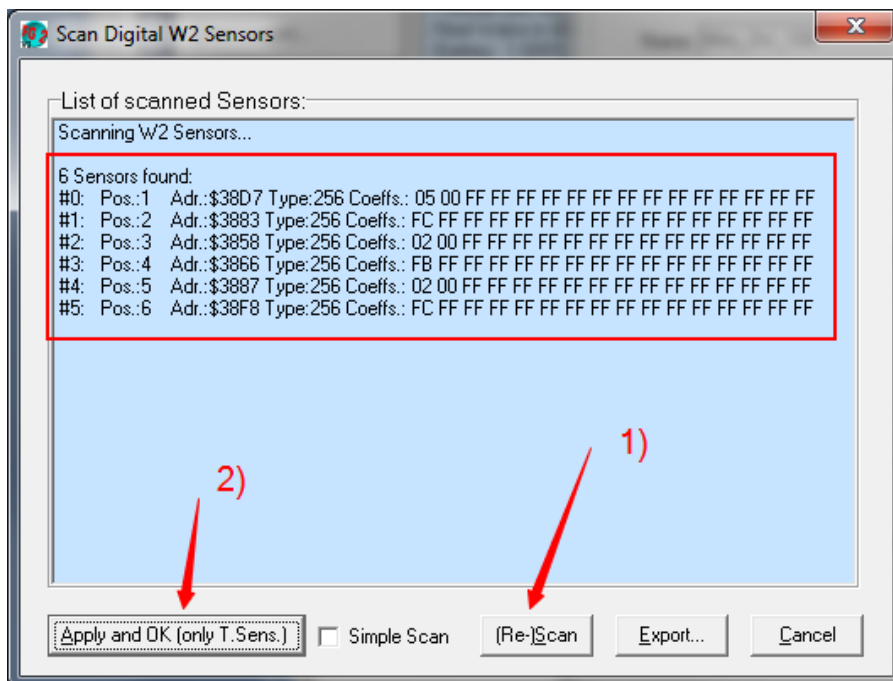 Scan Digital W2 Sensors
List of scanned Sensors:
Scanning W2 Sensors...
6 Sensors found:
#0: Pos.:1 Adr.:$38D7 Type:256 Coeffs.: 05 00 FF FF FF FF FF FF FF FF FF FF FF FF FF FF
#1: Pos.:2 Adr.:$3883 Type:256 Coeffs.: FC FF FF FF FF FF FF FF FF FF FF FF FF FF FF FF
#2: Pos.:3 Adr.:$3858 Type:256 Coeffs.: 02 00 FF FF FF FF FF FF FF FF FF FF FF FF FF FF
#3: Pos.:4 Adr.:$3866 Type:256 Coeffs.: FB FF FF FF FF FF FF FF FF FF FF FF FF FF FF FF
#4: Pos.:5 Adr.:$3887 Type:256 Coeffs.: 02 00 FF FF FF FF FF FF FF FF FF FF FF FF FF FF
#5: Pos.:6 Adr.:$38F8 Type:256 Coeffs.: FC FF FF FF FF FF FF FF FF FF FF FF FF FF FF FF
1)
2)
Apply and OK (only T.Sens.) Simple Scan (Re-)Scan Export... Cancel